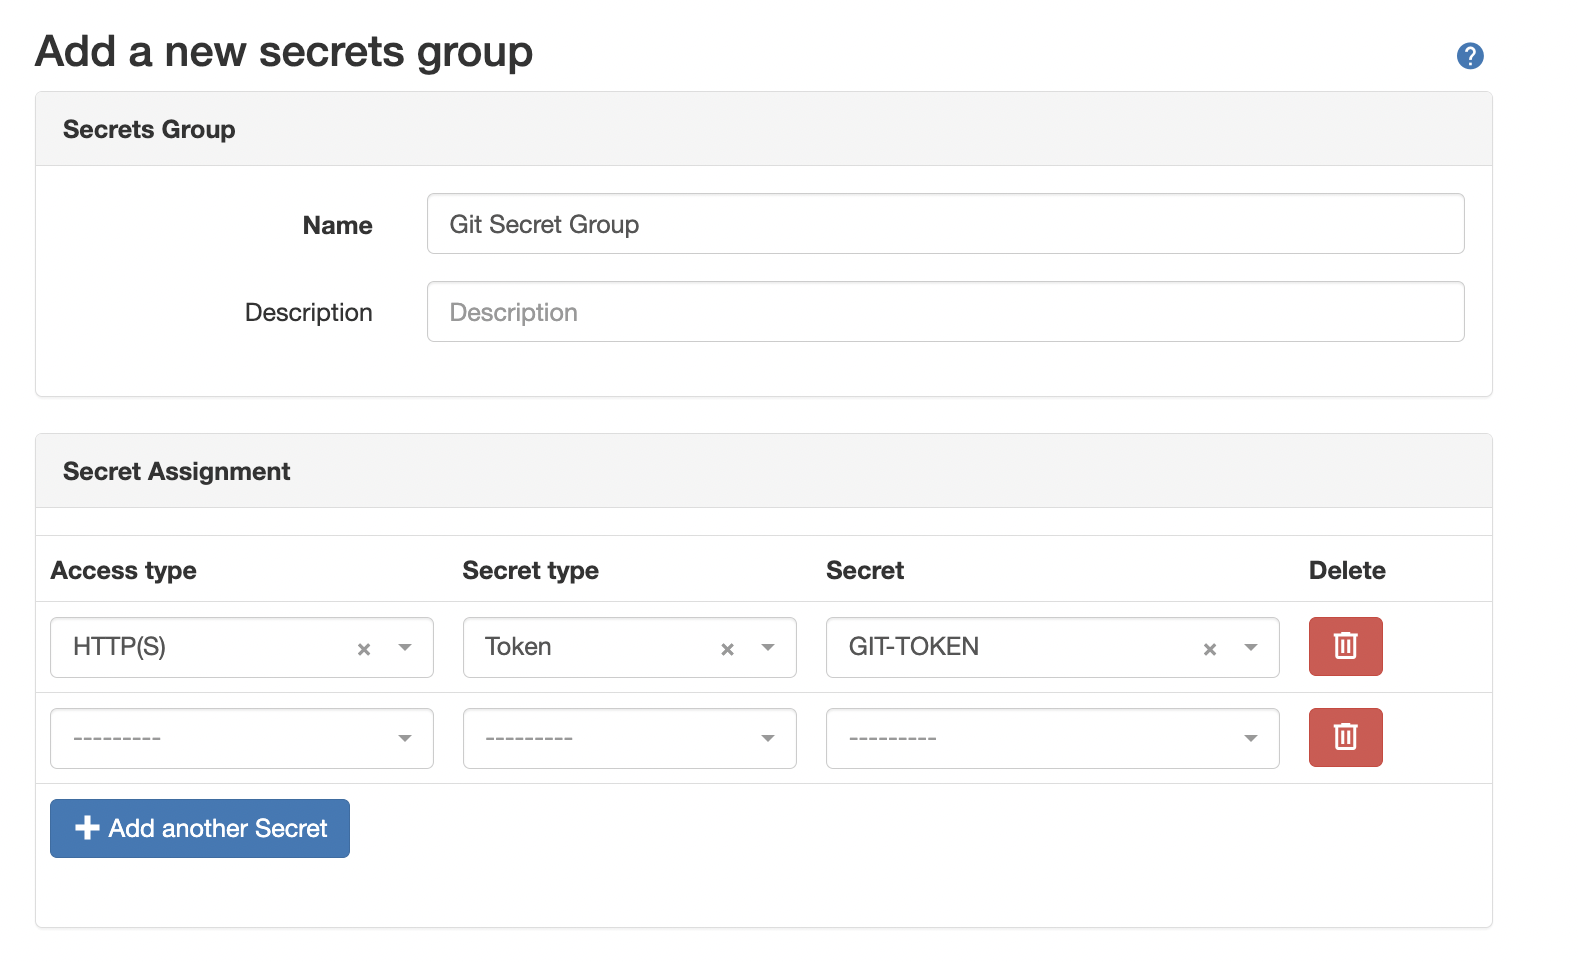 Add a new secrets group
?
Secrets Group
Name Git Secret Group
Description Description
Secret Assignment
Access type Secret type Secret Delete
HTTP(S) × Token × GIT-TOKEN ×
--------- --------- ---------
+ Add another Secret